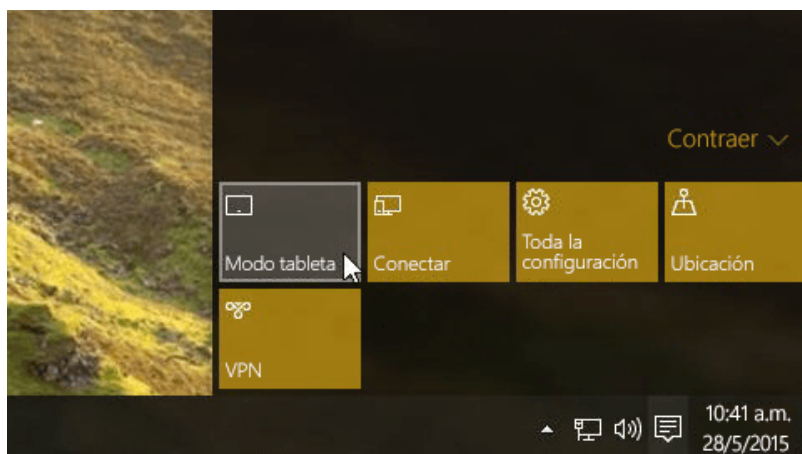 Contraer
Modo tableta
Conectar
Toda la
configuración
Ubicación
VPN
10:41 a.m.
28/5/2015